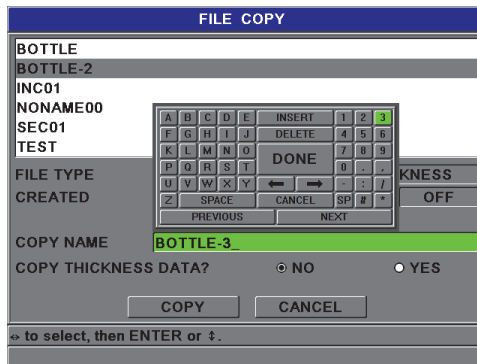 FILE COPY
BOTTLE
BOTTLE-2
INC01
NONAME00
SEC01
TEST
A B C D E INSERT 1 2 3
F G H I J DELETE 4 5 6
K L M N O DONE 7 8 9
P Q R S T 0 . ,
U V W X Y - : /
Z SPACE CANCEL SP # *
PREVIOUS NEXT
FILE TYPE KNESS
CREATED OFF
COPY NAME BOTTLE-3_
COPY THICKNESS DATA? NO YES
COPY CANCEL
⇔ to select, then ENTER or ⇕.